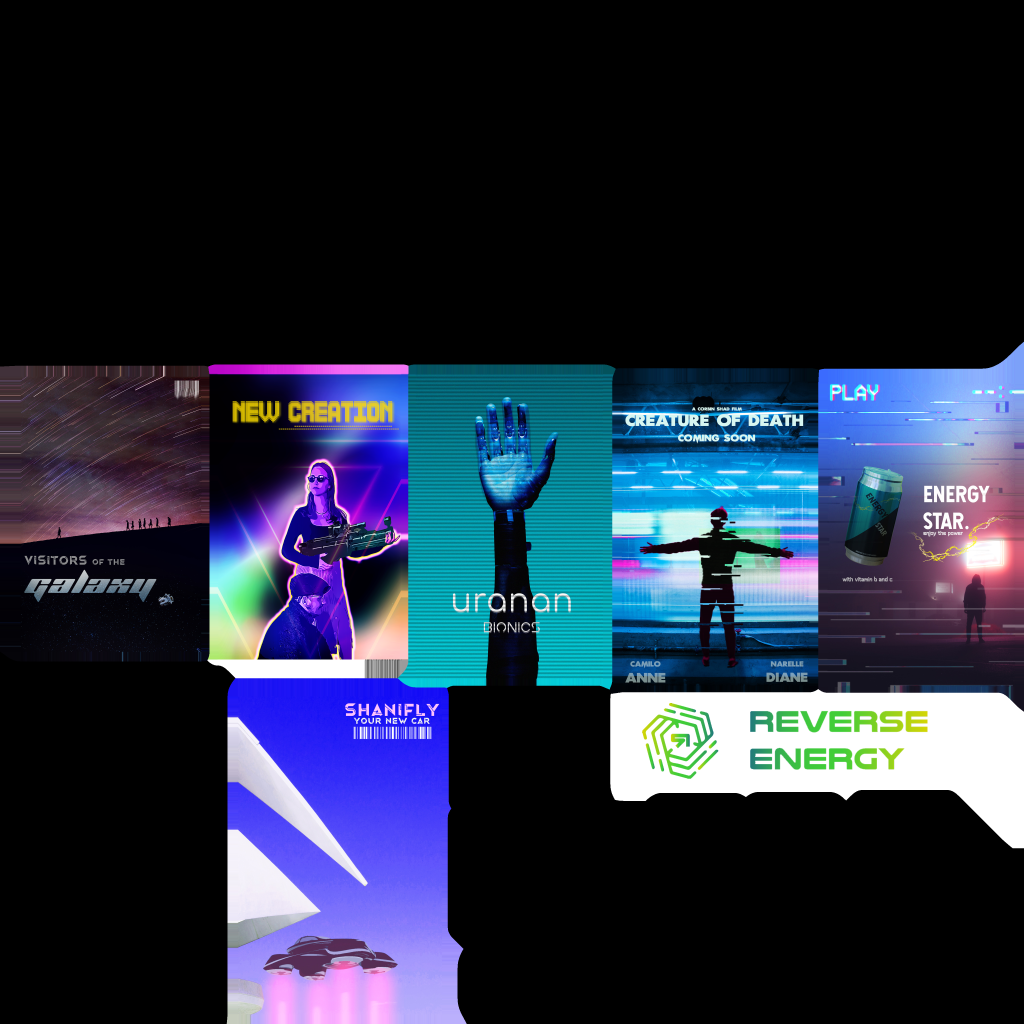 VISITORS OF THE
galaxy
NEW CREATION
uranan
BIONICS
A CORBIN SHAD FILM
CREATURE OF DEATH
COMING SOON
CAMILO
ANNE
NARELLE
DIANE
PLAY
ENERGY
STAR.
enjoy the power
with vitamin b and c
SHANIFLY
YOUR NEW CAR
REVERSE
ENERGY